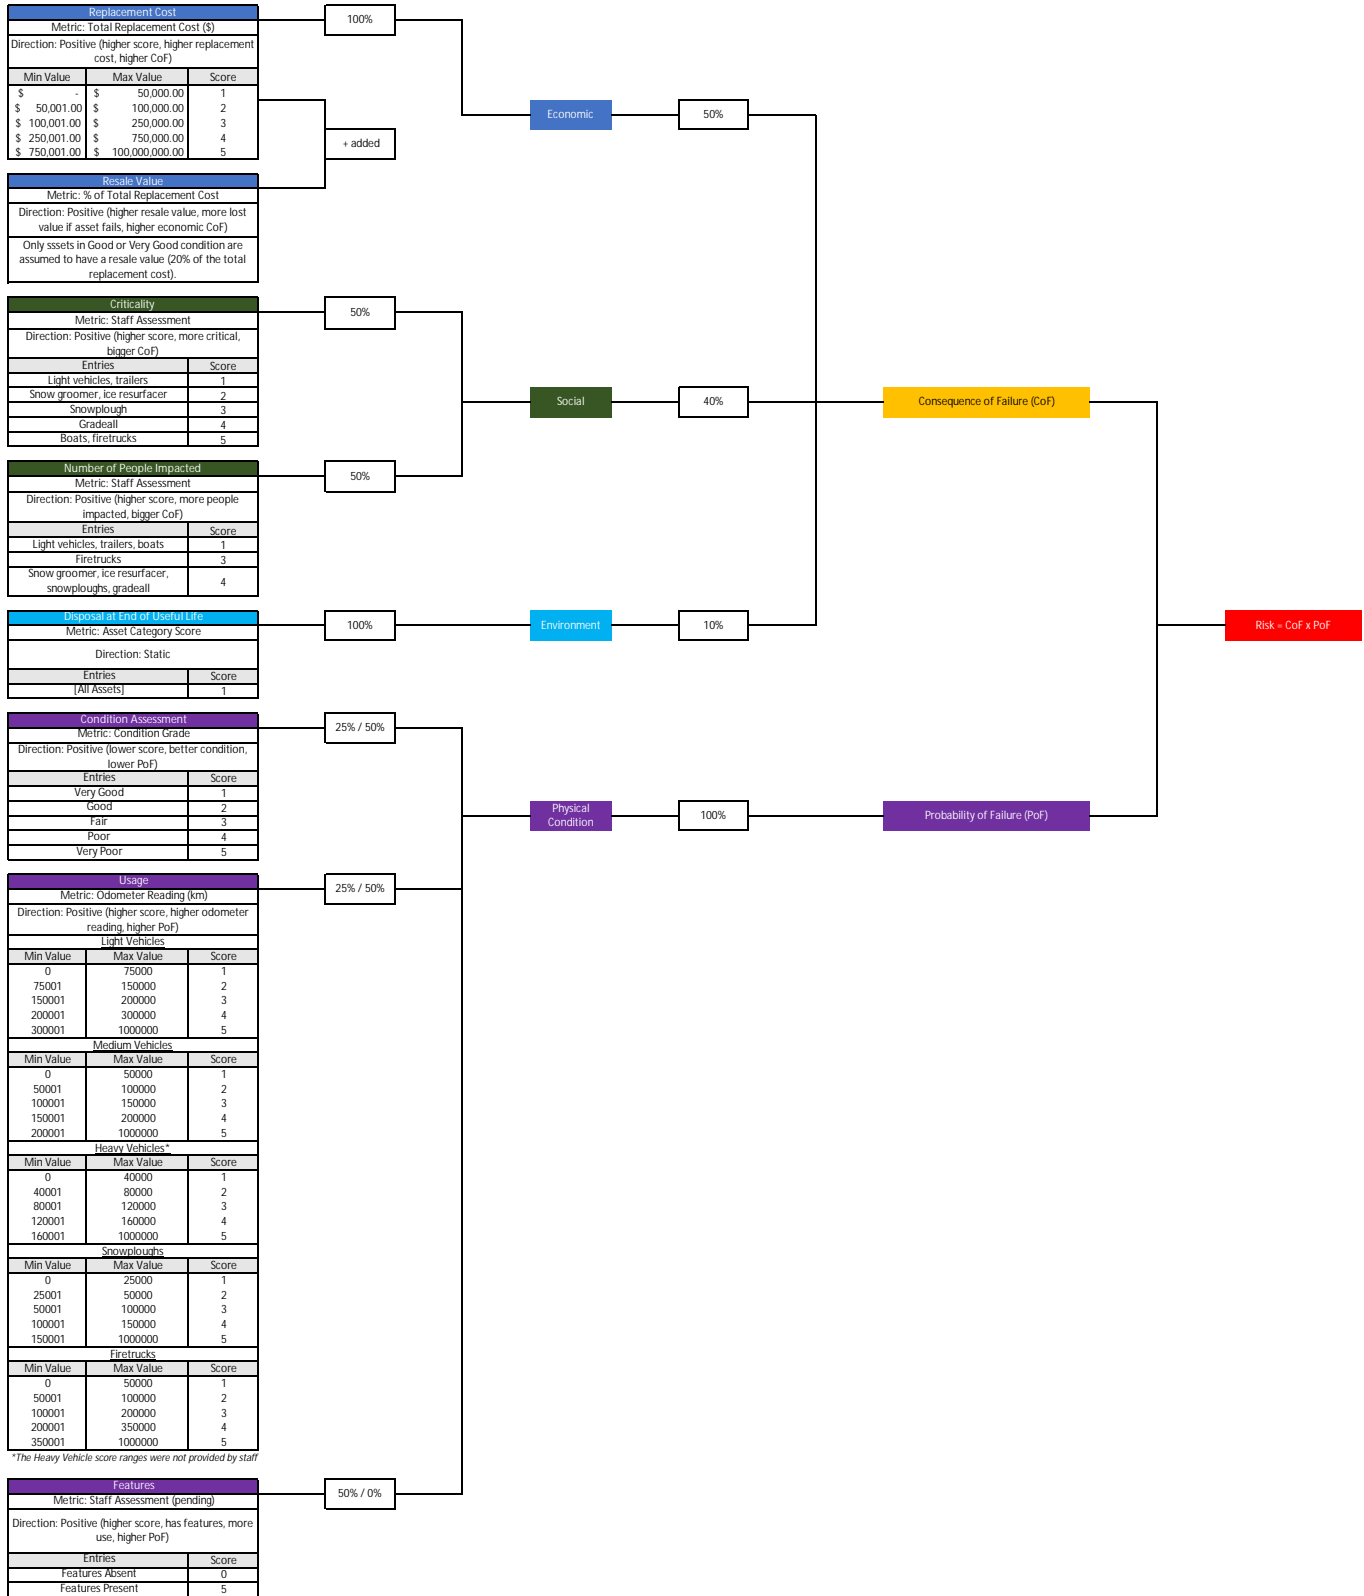 Replacement Cost
Metric: Total Replacement Cost ($)
Direction: Positive (higher score, higher replacement
cost, higher CoF)
Min Value Max Value Score
$ - $ 50,000.00 1
$ 50,001.00 $ 100,000.00 2
$ 100,001.00 $ 250,000.00 3
$ 250,001.00 $ 750,000.00 4
$ 750,001.00 $ 100,000,000.00 5
100%
+ added
Economic
50%
Resale Value
Metric: % of Total Replacement Cost
Direction: Positive (higher resale value, more lost
value if asset fails, higher economic CoF)
Only sssets in Good or Very Good condition are
assumed to have a resale value (20% of the total
replacement cost).
Criticality
Metric: Staff Assessment
Direction: Positive (higher score, more critical,
bigger CoF)
Entries Score
Light vehicles, trailers 1
Snow groomer, ice resurfacer 2
Snowplough 3
Gradeall 4
Boats, firetrucks 5
50%
Social
40%
Consequence of Failure (CoF)
Number of People Impacted
Metric: Staff Assessment
Direction: Positive (higher score, more people
impacted, bigger CoF)
Entries Score
Light vehicles, trailers, boats 1
Firetrucks 3
Snow groomer, ice resurfacer,
snowploughs, gradeall 4
50%
Disposal at End of Useful Life
Metric: Asset Category Score
Direction: Static
Entries Score
[All Assets] 1
100%
Environment
10%
Risk = CoF x PoF
Condition Assessment
Metric: Condition Grade
Direction: Positive (lower score, better condition,
lower PoF)
Entries Score
Very Good 1
Good 2
Fair 3
Poor 4
Very Poor 5
25% / 50%
Physical
Condition
100%
Probability of Failure (PoF)
Usage
Metric: Odometer Reading (km)
Direction: Positive (higher score, higher odometer
reading, higher PoF)
25% / 50%
Light Vehicles
Min Value Max Value Score
0 75000 1
75001 150000 2
150001 200000 3
200001 300000 4
300001 1000000 5
Medium Vehicles
Min Value Max Value Score
0 50000 1
50001 100000 2
100001 150000 3
150001 200000 4
200001 1000000 5
Heavy Vehicles*
Min Value Max Value Score
0 40000 1
40001 80000 2
80001 120000 3
120001 160000 4
160001 1000000 5
Snowploughs
Min Value Max Value Score
0 25000 1
25001 50000 2
50001 100000 3
100001 150000 4
150001 1000000 5
Firetrucks
Min Value Max Value Score
0 50000 1
50001 100000 2
100001 200000 3
200001 350000 4
350001 1000000 5
*The Heavy Vehicle score ranges were not provided by staff
Features
Metric: Staff Assessment (pending)
Direction: Positive (higher score, has features, more
use, higher PoF)
Entries Score
Features Absent 0
Features Present 5
50% / 0%